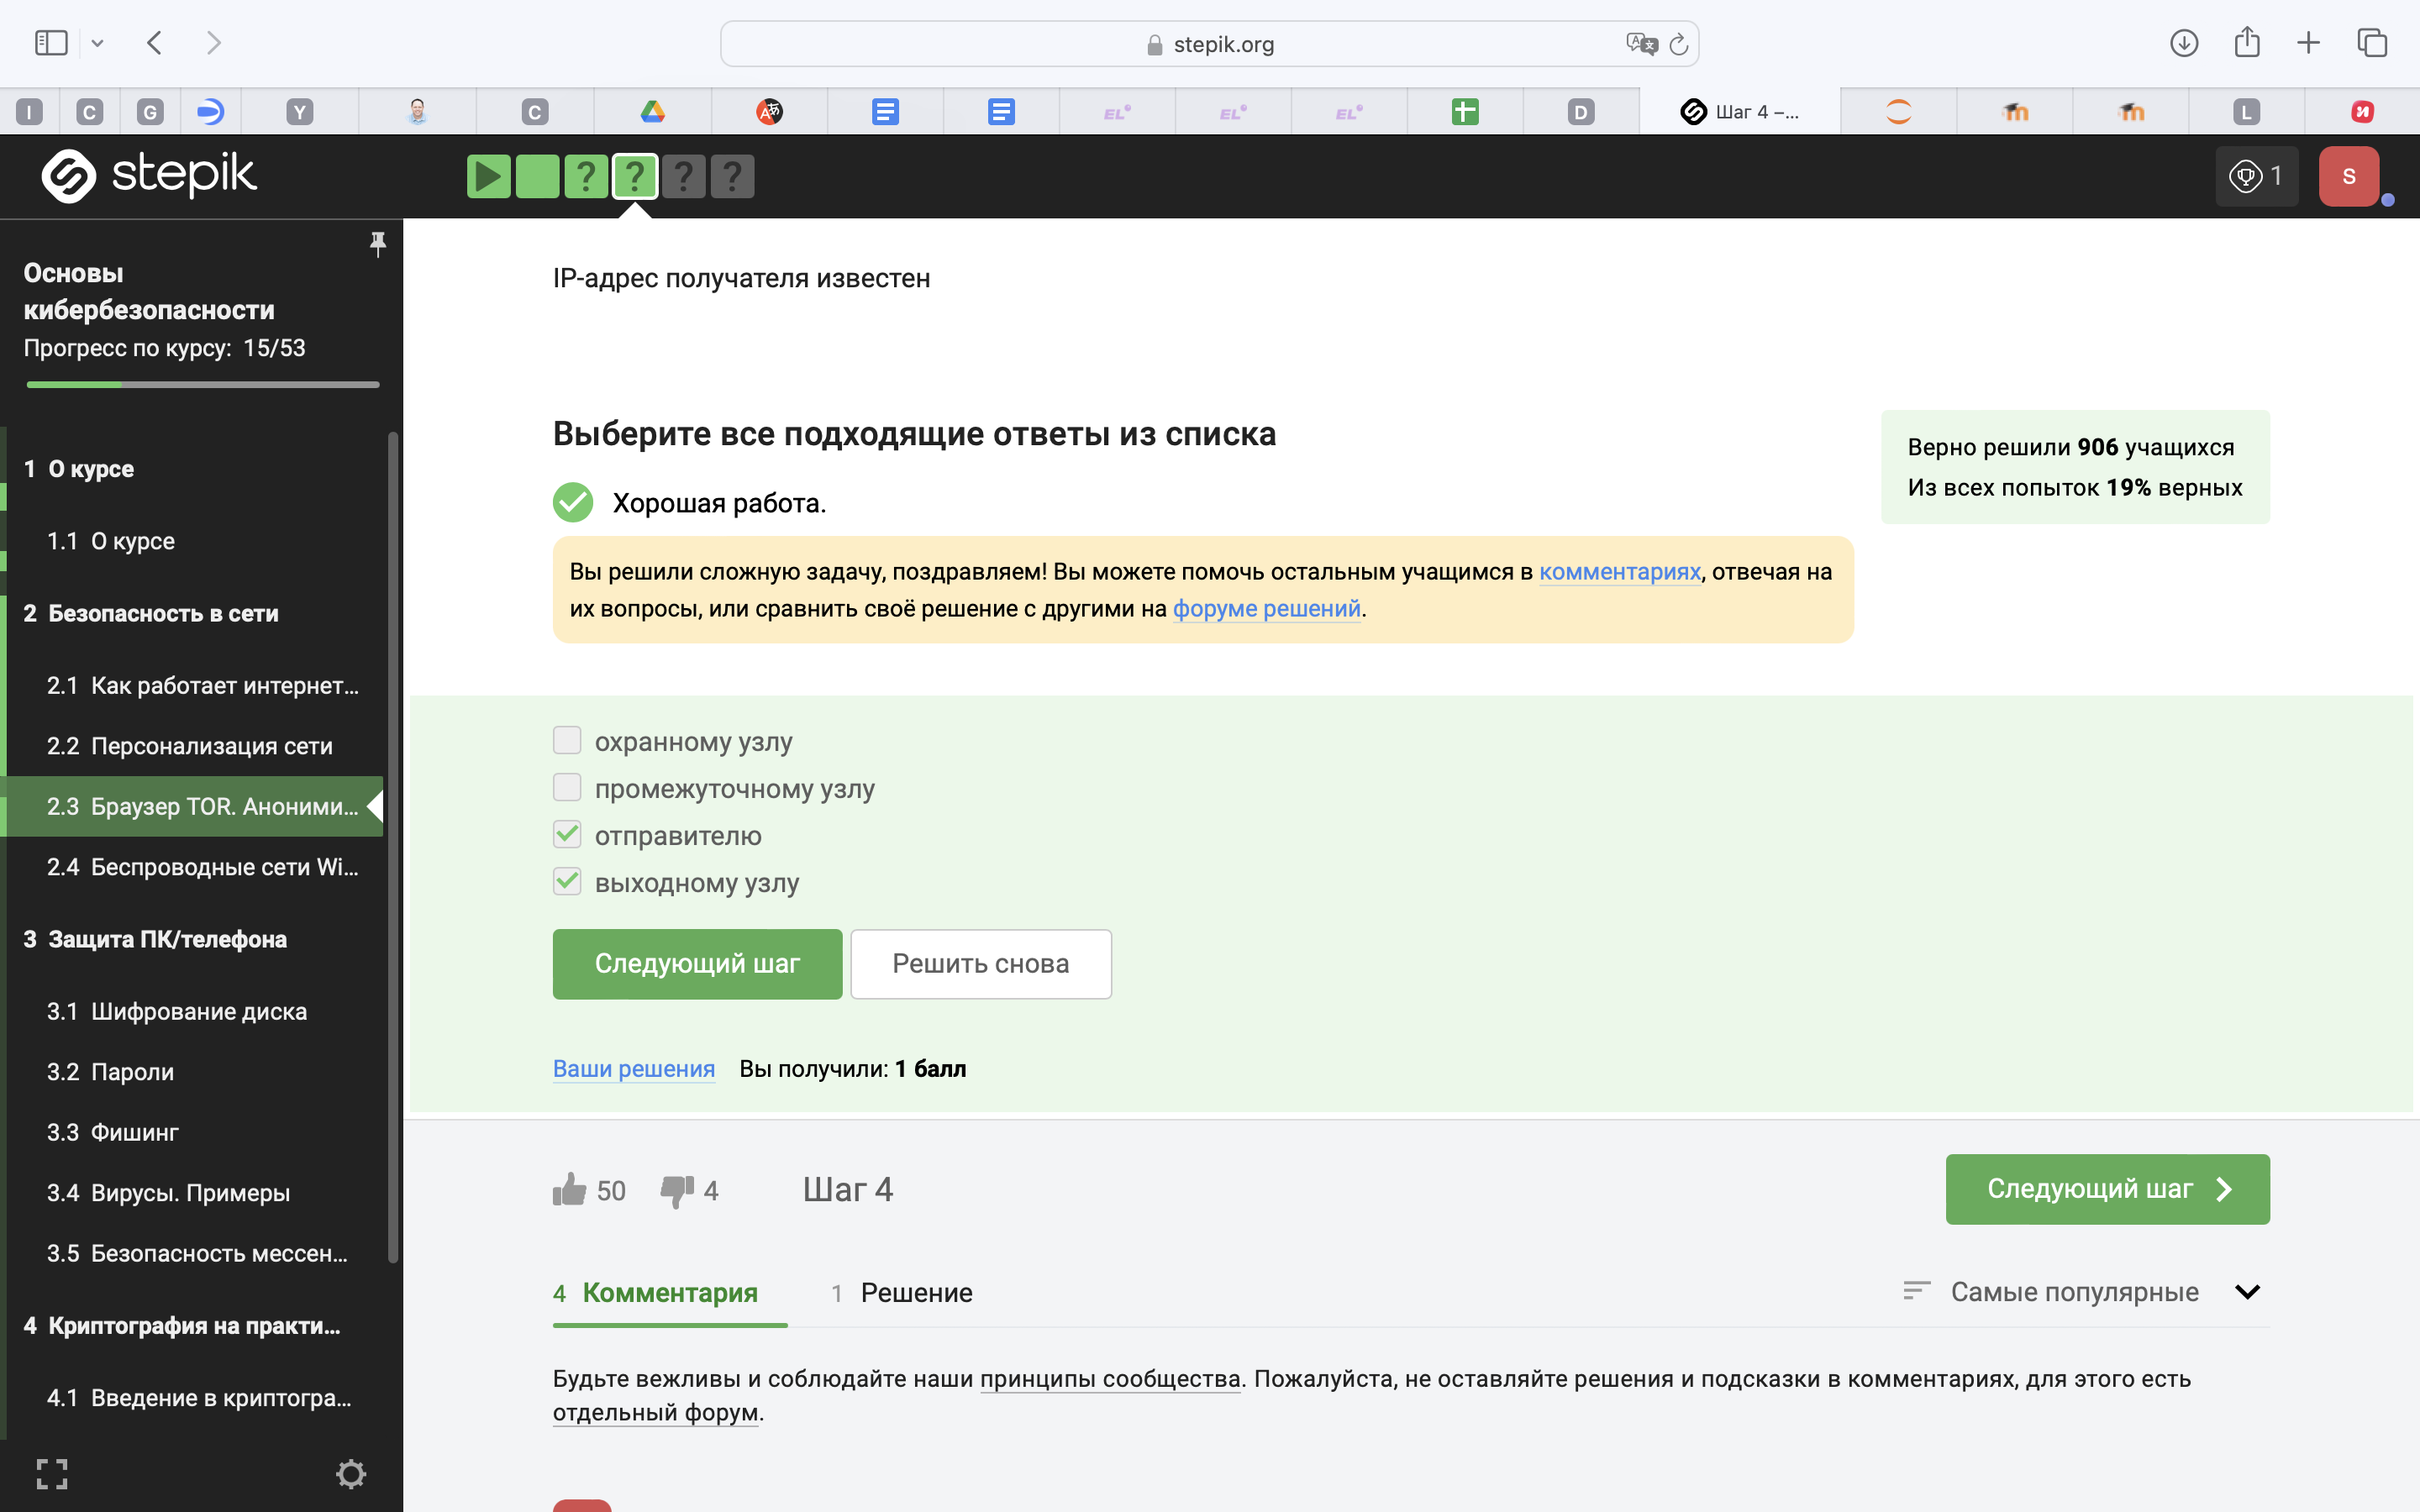 stepik.org
I
C
G
Y
C
EL
EL
EL
D
Шаг 4 –...
L
stepik
? ? ? ?
1
S
Основы
кибербезопасности
Прогресс по курсу: 15/53
1 О курсе
1.1 О курсе
2 Безопасность в сети
2.1 Как работает интернет...
2.2 Персонализация сети
2.3 Браузер TOR. Аноними...
2.4 Беспроводные сети Wi...
3 Защита ПК/телефона
3.1 Шифрование диска
3.2 Пароли
3.3 Фишинг
3.4 Вирусы. Примеры
3.5 Безопасность мессен...
4 Криптография на практи...
4.1 Введение в криптогра...
IP-адрес получателя известен
Выберите все подходящие ответы из списка
Верно решили 906 учащихся
Из всех попыток 19% верных
Хорошая работа.
Вы решили сложную задачу, поздравляем! Вы можете помочь остальным учащимся в комментариях, отвечая на
их вопросы, или сравнить своё решение с другими на форуме решений.
охранному узлу
промежуточному узлу
отправителю
выходному узлу
Следующий шаг
Решить снова
Ваши решения Вы получили: 1 балл
50 4 Шаг 4
Следующий шаг
4 Комментария 1 Решение
Самые популярные
Будьте вежливы и соблюдайте наши принципы сообщества. Пожалуйста, не оставляйте решения и подсказки в комментариях, для этого есть
отдельный форум.